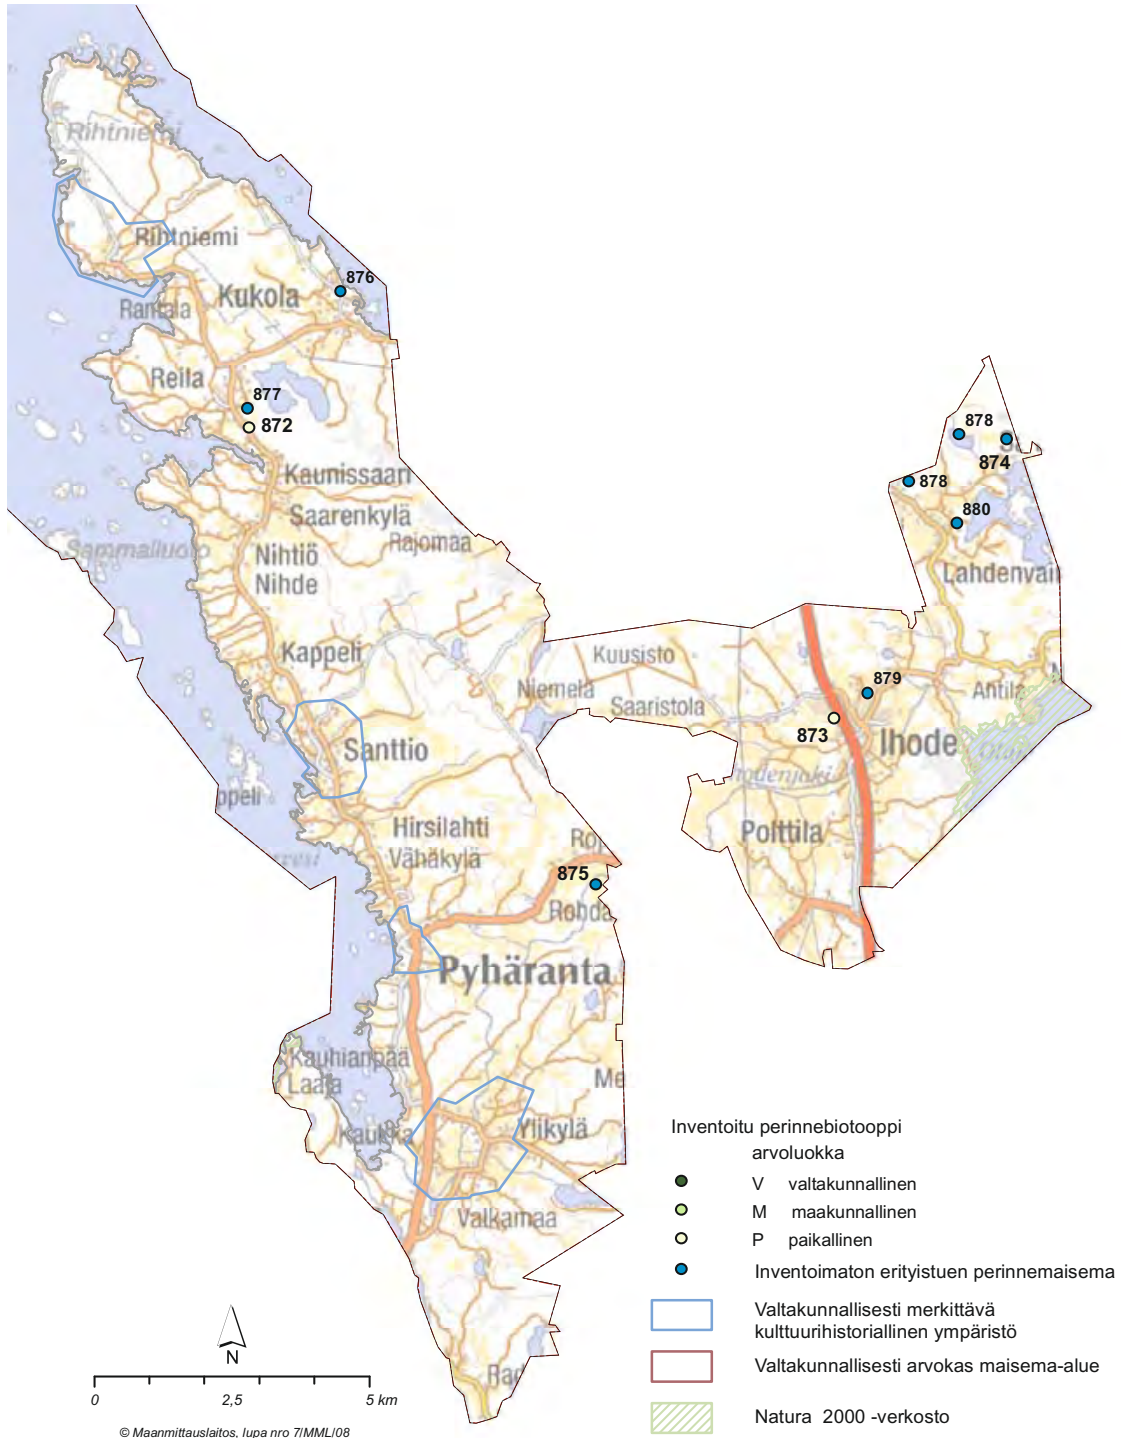 Rihtniemi
Rihtniemi
876
Kukola
Rantala
Reila
877
872
878
874
Kaunissaari
878
Saarenkylä
880
Rajomaa
Sammalluoto
Nihtiö
Nihde
Kappeli
Kuusisto
Niemelä
Saaristola
879
Antila
873
Santtio
Ihode
Polttila
Hirsilahti
Vähäkylä
875
Rohda
Pyhäranta
Kauhianpää
Laaja
Me
Kaukka
Ylikylä
Valkamaa
Inventoitu perinnebiotooppi
arvoluokka
V valtakunnallinen
M maakunnallinen
P paikallinen
Inventoimaton erityistuen perinnemaisema
Valtakunnallisesti merkittävä
kulttuurihistoriallinen ympäristö
Valtakunnallisesti arvokas maisema-alue
Natura 2000 -verkosto
N
0 2,5 5 km
© Maanmittauslaitos, lupa nro 7/MML/08